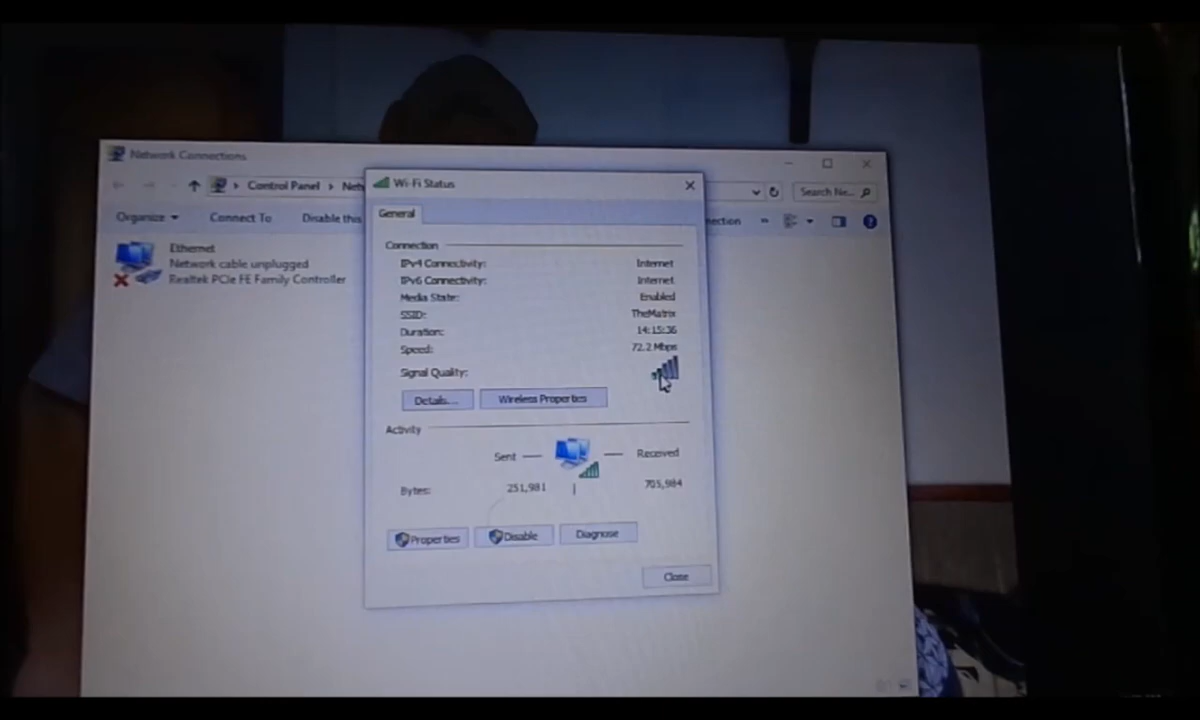 Network Connections
Control Panel
Search Ne...
Organize
Connect To
Disable this
nection
Ethernet
Network cable unplugged
Realtek PCIe FE Family Controller
Wi-Fi Status
General
Connection
IPv4 Connectivity: Internet
IPv6 Connectivity: Internet
Media State: Enabled
SSID: TheMatrix
Duration: 14:15:36
Speed: 72.2 Mbps
Signal Quality:
Details...
Wireless Properties
Activity
Sent
Received
Bytes: 251,981 705,984
Properties
Disable
Diagnose
Close